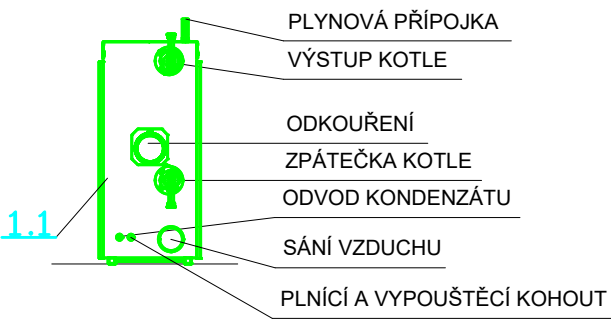 PLYNOVÁ PŘÍPOJKA
VÝSTUP KOTLE
ODKOUŘENÍ
ZPÁTEČKA KOTLE
ODVOD KONDENZÁTU
1.1
SÁNÍ VZDUCHU
PLNÍCÍ A VYPOUŠTĚCÍ KOHOUT